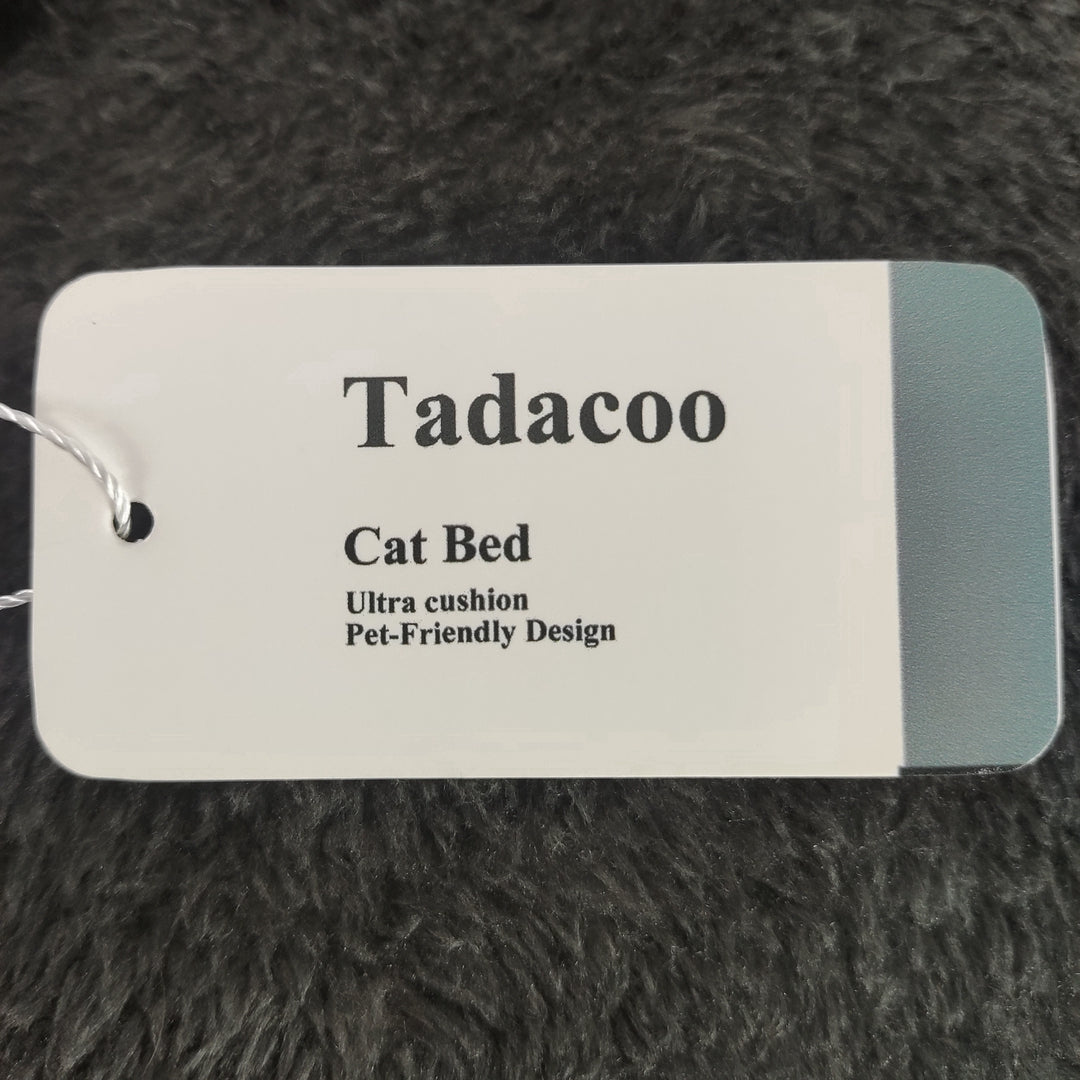 Tadacoo
Cat Bed
Ultra cushion
Pet-Friendly Design